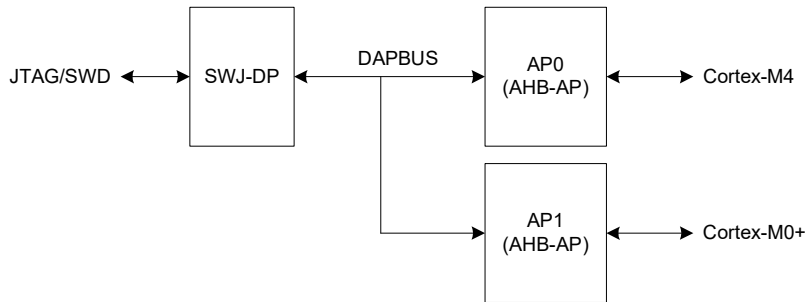 DAPBUS
JTAG/SWD
SWJ-DP
AP0
(AHB-AP)
Cortex-M4
AP1
(AHB-AP)
Cortex-M0+